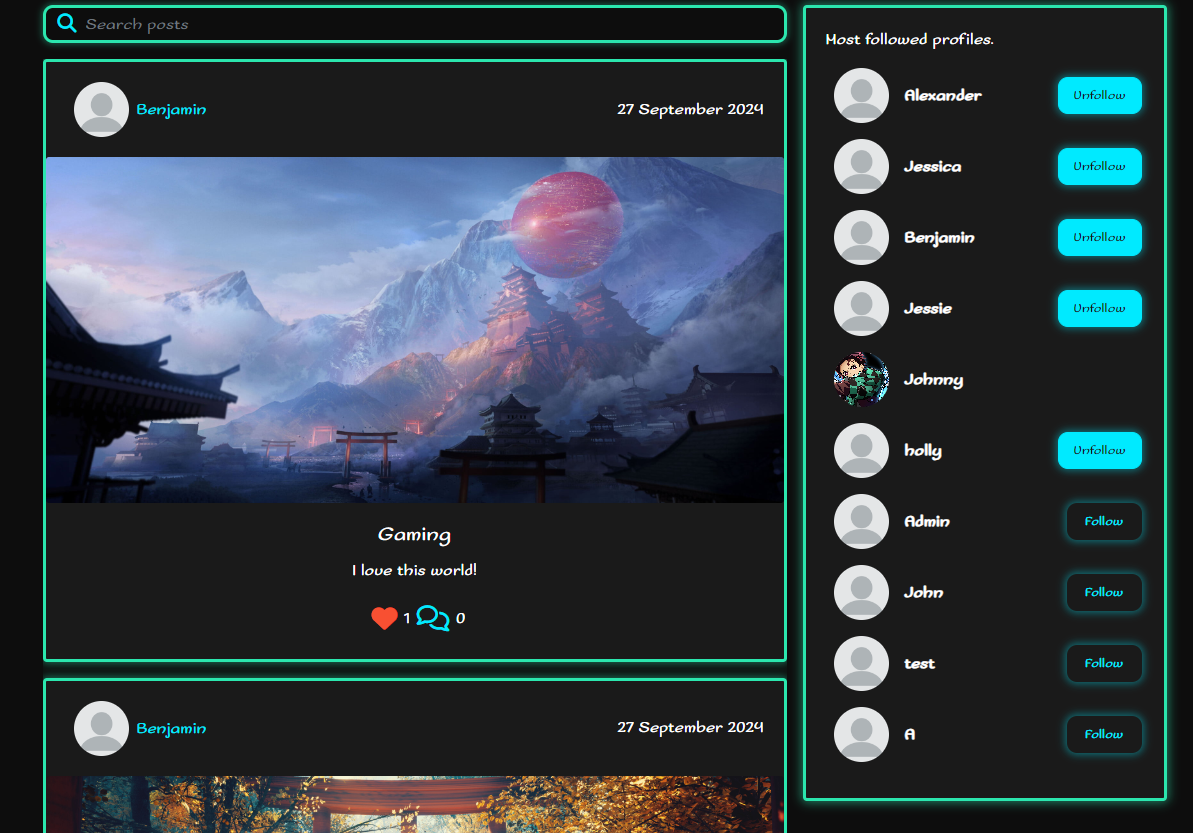 Search posts
Benjamin
27 September 2024
Gaming
I love this world!
1 0
Benjamin
27 September 2024
Most followed profiles.
Alexander Unfollow
Jessica Unfollow
Benjamin Unfollow
Jessie Unfollow
Johnny
holly Unfollow
Admin Follow
John Follow
test Follow
A Follow